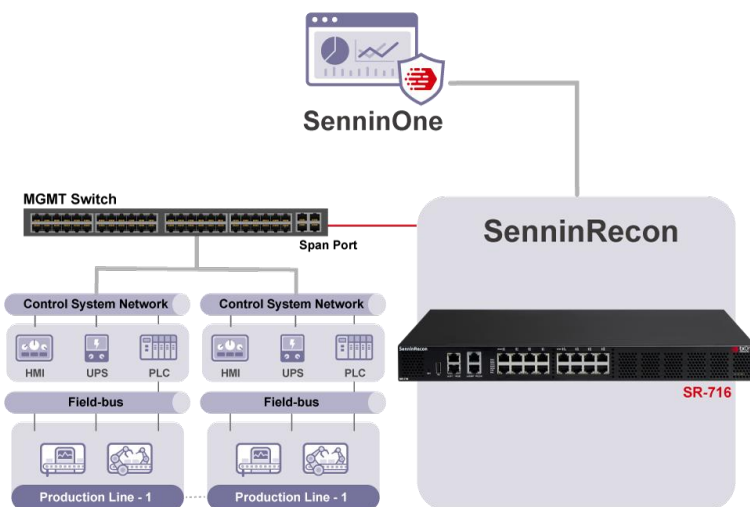 SenninOne
MGMT Switch
Span Port
SenninRecon
Control System Network
Control System Network
HMI
UPS
PLC
HMI
UPS
PLC
SenninRecon
SR-716
Field-bus
Field-bus
Production Line - 1
Production Line - 1